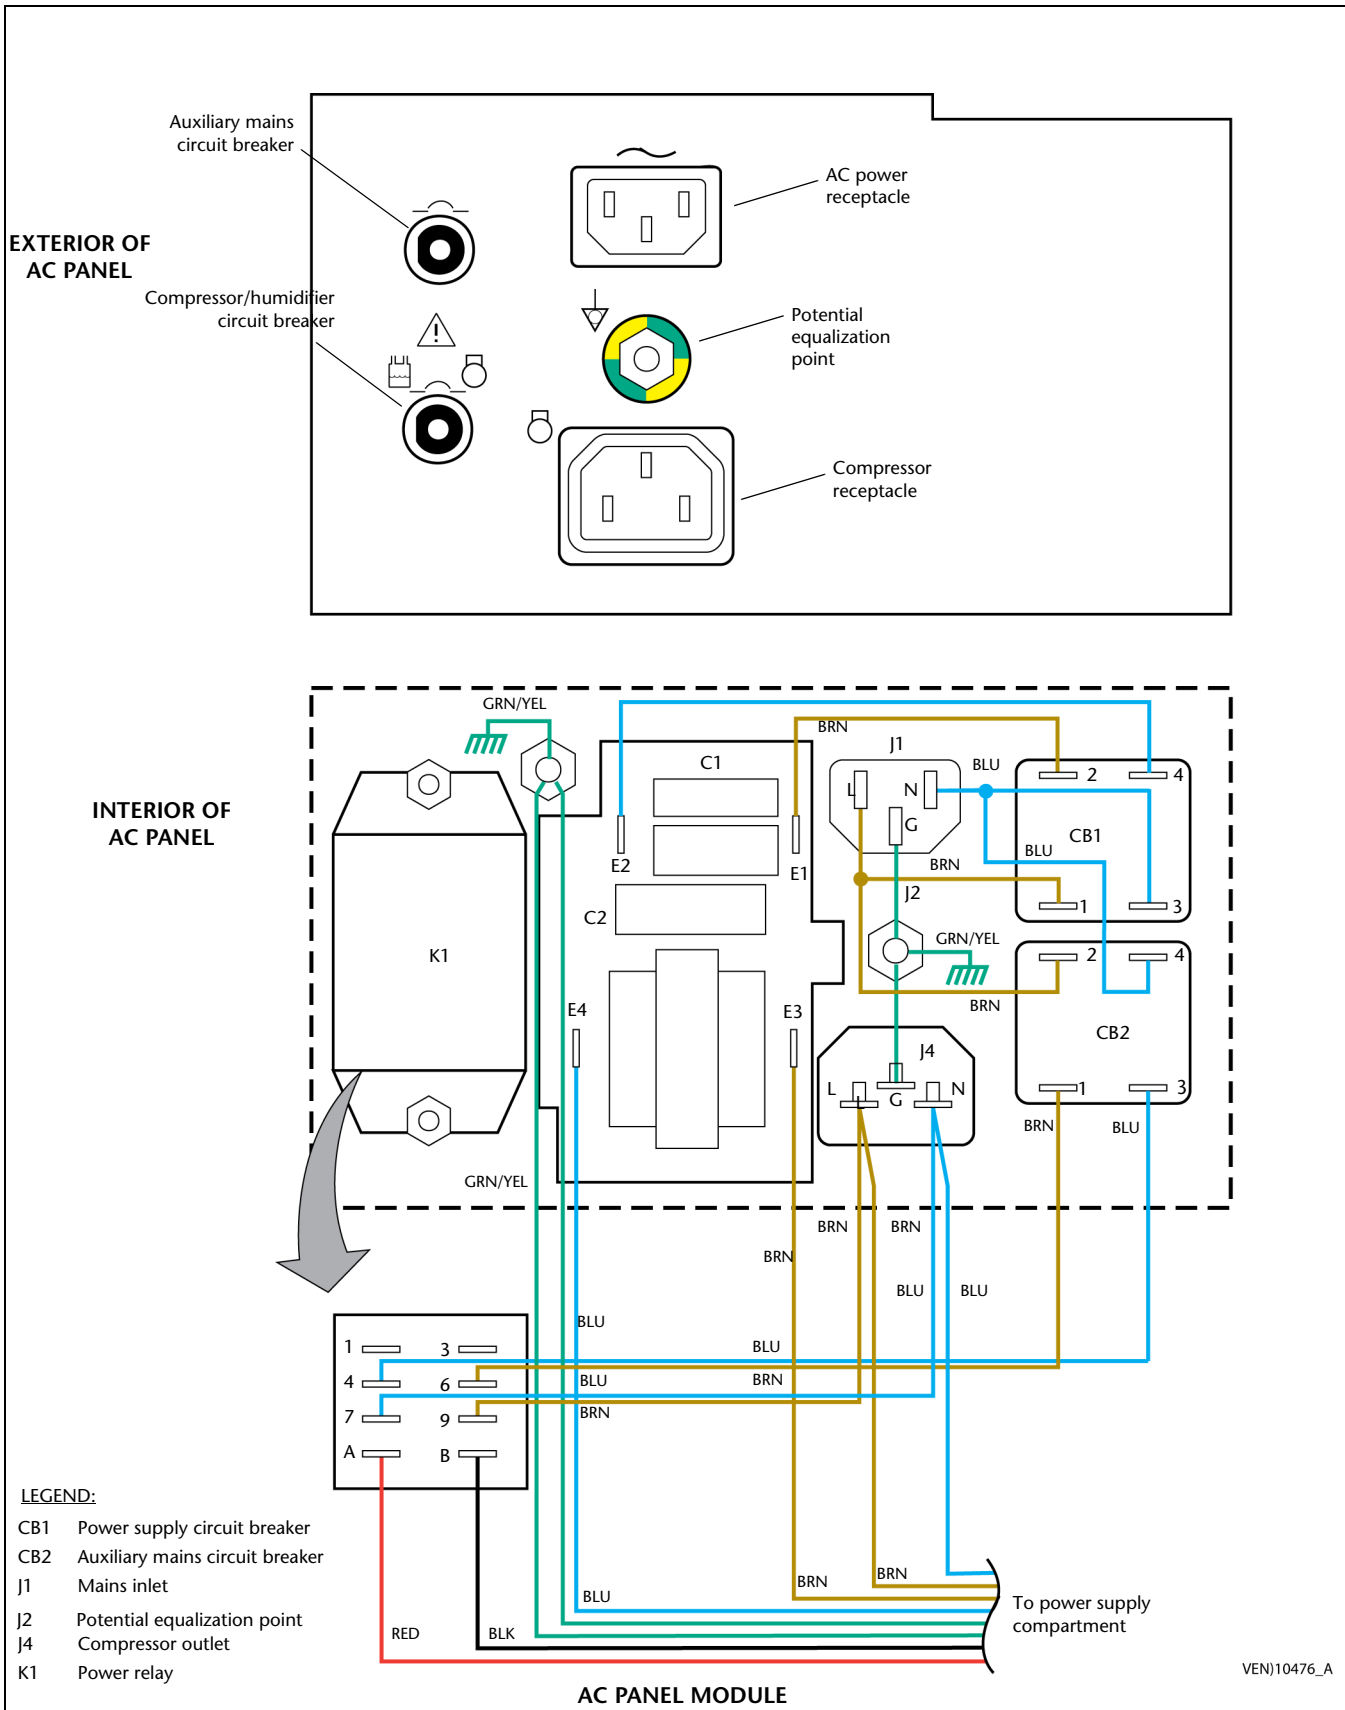 Auxiliary mains
circuit breaker
AC power
receptacle
EXTERIOR OF
AC PANEL
Compressor/humidifier
circuit breaker
!
Potential
equalization
point
Compressor
receptacle
INTERIOR OF
AC PANEL
GRN/YEL
BRN
J1
BLU
C1
L
N
G
2
4
CB1
E2
E1
BRN
BLU
J2
1
3
C2
K1
GRN/YEL
2
4
BRN
E4
E3
CB2
J4
L
L
G
N
1
3
BRN
BLU
GRN/YEL
BRN
BRN
BRN
BLU
BLU
BLU
1
3
BLU
4
6
BLU
BRN
7
9
BRN
A
B
LEGEND:
CB1 Power supply circuit breaker
CB2 Auxiliary mains circuit breaker
J1 Mains inlet
J2 Potential equalization point
J4 Compressor outlet
K1 Power relay
RED
BLK
BLU
BRN
BRN
To power supply
compartment
VEN)10476_A
AC PANEL MODULE